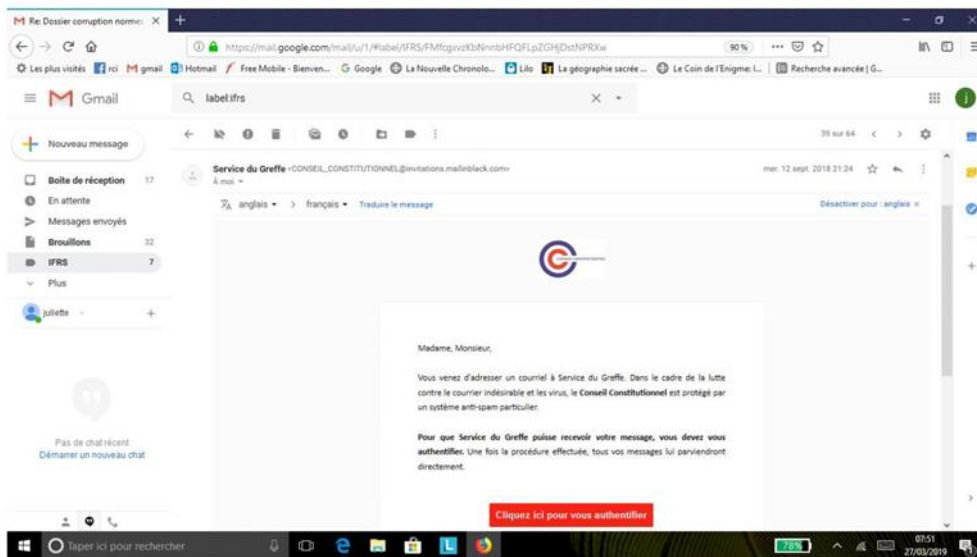 Re: Dossier corruption norme:
https://mail.google.com/mail/u/1/#label/IFRS/FMfcgxvzKbNnnbHFQFLpZGHjDstNPRXw
90 %
Les plus visités rci M gmail Hotmail Free Mobile - Bienven... Google La Nouvelle Chronolo... Lilo La géographie sacrée ... Le Coin de l'Enigme: I... Recherche avancée | G...
Gmail
label:ifrs
Nouveau message
39 sur 64
Boîte de réception 17
En attente
Messages envoyés
Brouillons 32
IFRS 7
Plus
juliette
Pas de chat récent
Démarrer un nouveau chat
Service du Greffe <CONSEIL_CONSTITUTIONNEL@invitations.mailinblack.com>
mer. 12 sept. 2018 21:24
À moi
anglais > français Traduire le message
Désactiver pour : anglais ×
Madame, Monsieur,
Vous venez d'adresser un courriel à Service du Greffe. Dans le cadre de la lutte
contre le courrier indésirable et les virus, le Conseil Constitutionnel est protégé par
un système anti-spam particulier.
Pour que Service du Greffe puisse recevoir votre message, vous devez vous
authentifier. Une fois la procédure effectuée, tous vos messages lui parviendront
directement.
Cliquez ici pour vous authentifier
Taper ici pour rechercher
78%
07:51
27/03/2019